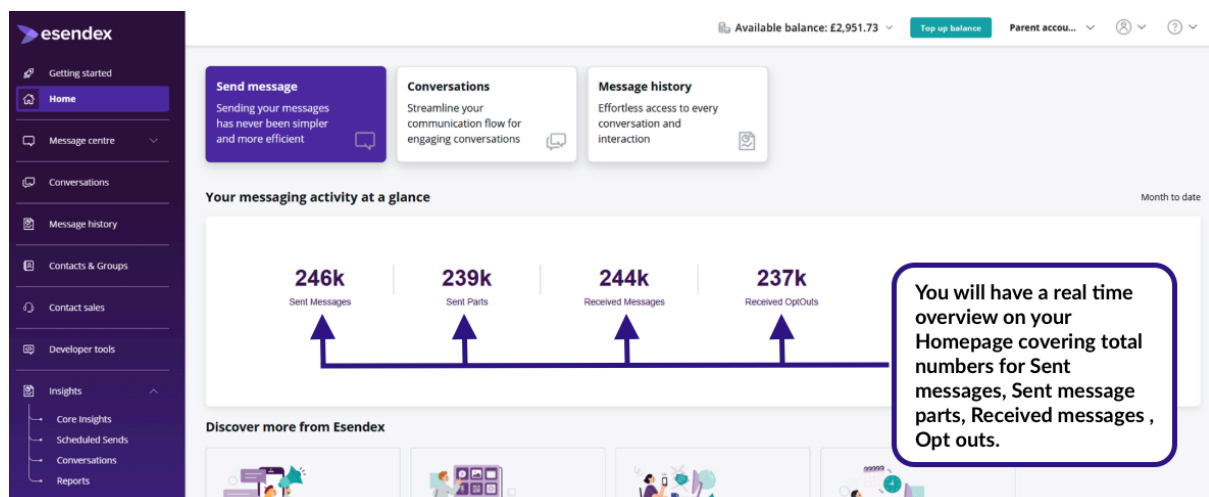 esendex
Available balance: £2,951.73
Top up balance
Parent accou...
Getting started
Home
Message centre
Conversations
Message history
Contacts & Groups
Contact sales
Developer tools
Insights
Core Insights
Scheduled Sends
Conversations
Reports
Send message
Sending your messages
has never been simpler
and more efficient
Conversations
Streamline your
communication flow for
engaging conversations
Message history
Effortless access to every
conversation and
interaction
Your messaging activity at a glance
Month to date
246k
Sent Messages
239k
Sent Parts
244k
Received Messages
237k
Received OptOuts
You will have a real time
overview on your
Homepage covering total
numbers for Sent
messages, Sent message
parts, Received messages ,
Opt outs.
Discover more from Esendex